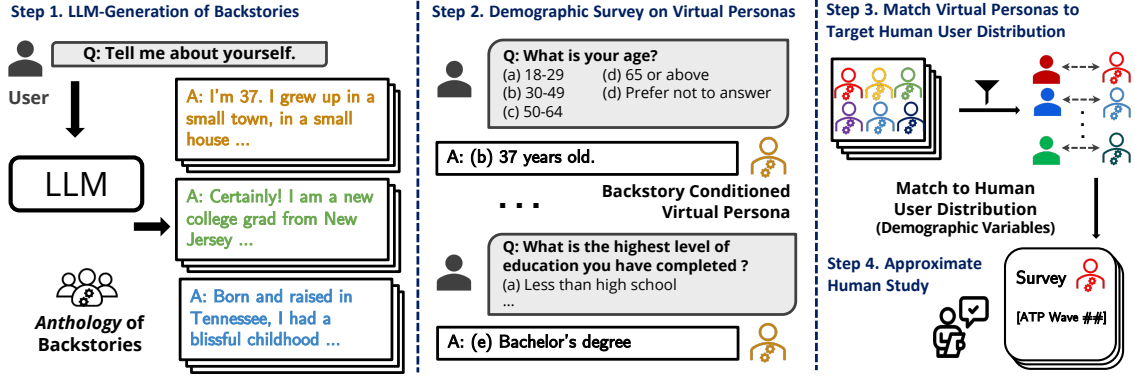 Step 1. LLM-Generation of Backstories
Q: Tell me about yourself.
User
A: I'm 37. I grew up in a
small town, in a small
house ...
LLM
A: Certainly! I am a new
college grad from New
Jersey ...
A: Born and raised in
Tennessee, I had a
blissful childhood ...
Anthology of
Backstories
Step 2. Demographic Survey on Virtual Personas
Q: What is your age?
(a) 18-29 (d) 65 or above
(b) 30-49 (d) Prefer not to answer
(c) 50-64
A: (b) 37 years old.
...
Backstory Conditioned
Virtual Persona
Q: What is the highest level of
education you have completed ?
(a) Less than high school
...
A: (e) Bachelor's degree
Step 3. Match Virtual Personas to
Target Human User Distribution
Match to Human
User Distribution
(Demographic Variables)
Step 4. Approximate
Human Study
Survey
[ATP Wave ##]